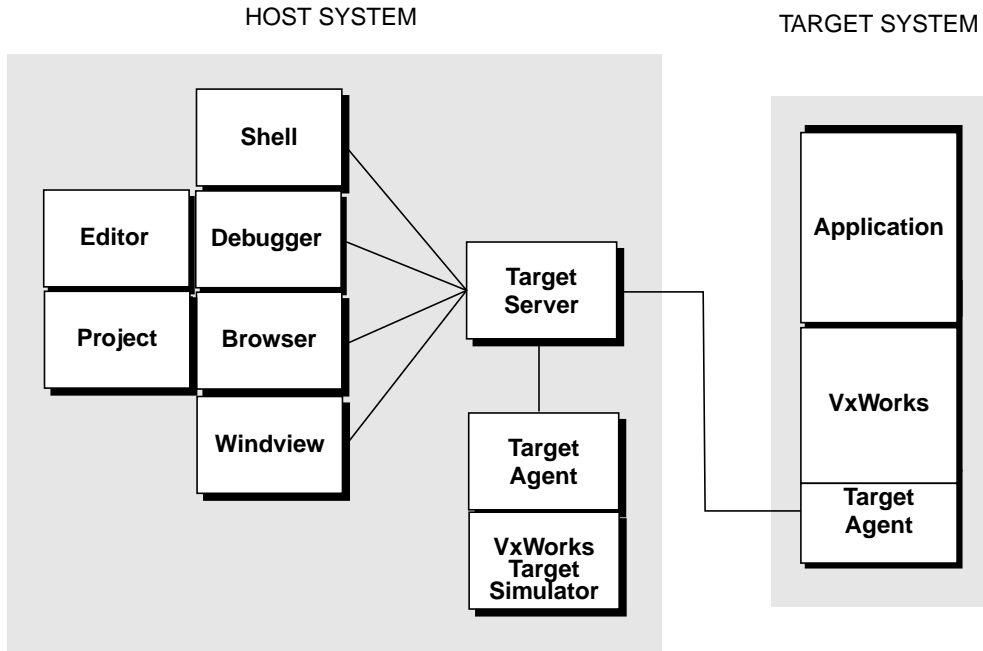 HOST SYSTEM
TARGET SYSTEM
Shell
Editor
Debugger
Project
Browser
Windview
Target
Server
Target
Agent
VxWorks
Target
Simulator
Application
VxWorks
Target
Agent